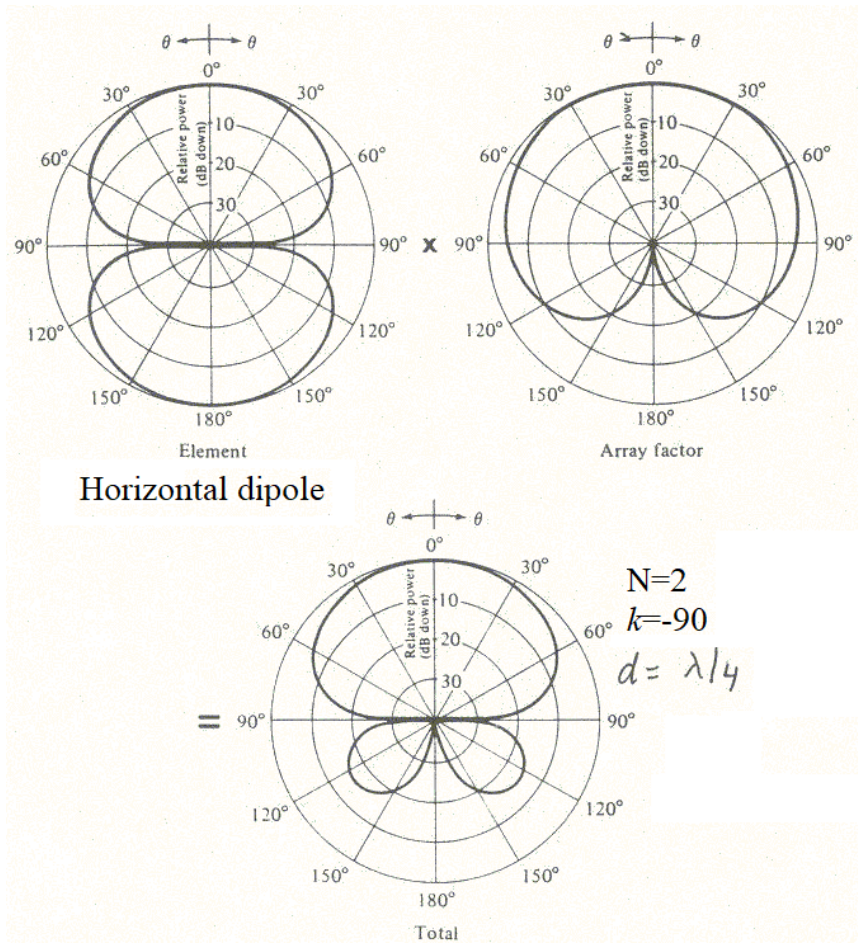 θ θ
0°
30° 30°
60° 60°
90° 90°
120° 120°
150° 150°
180°
Relative power
(dB down)
10
20
30
Element
Horizontal dipole
x
θ θ
0°
30° 30°
60° 60°
90° 90°
120° 120°
150° 150°
180°
Relative power
(dB down)
10
20
30
Array factor
=
θ θ
0°
30° 30°
60° 60°
90° 90°
120° 120°
150° 150°
180°
Relative power
(dB down)
10
20
30
Total
N=2
k=-90
d= λ/4